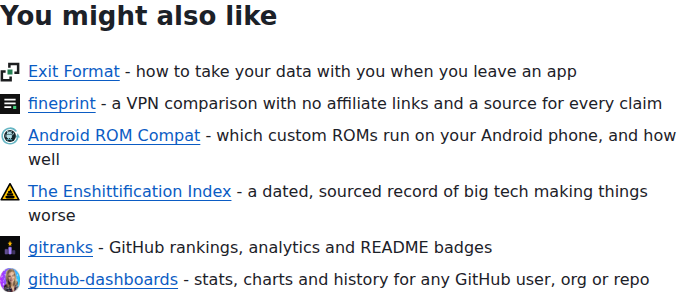 You might also like
Exit Format - how to take your data with you when you leave an app
fineprint - a VPN comparison with no affiliate links and a source for every claim
Android ROM Compat - which custom ROMs run on your Android phone, and how
well
The Enshittification Index - a dated, sourced record of big tech making things
worse
gitranks - GitHub rankings, analytics and README badges
github-dashboards - stats, charts and history for any GitHub user, org or repo